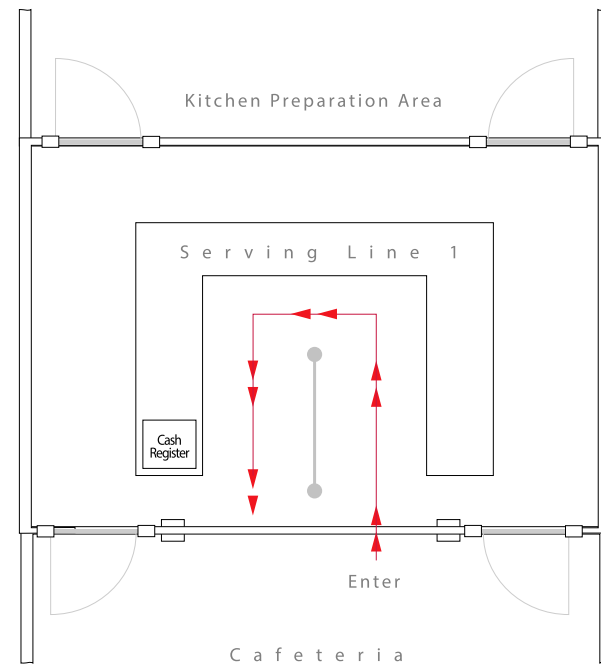 Kitchen Preparation Area
Serving Line 1
Cash
Register
Enter
Cafeteria